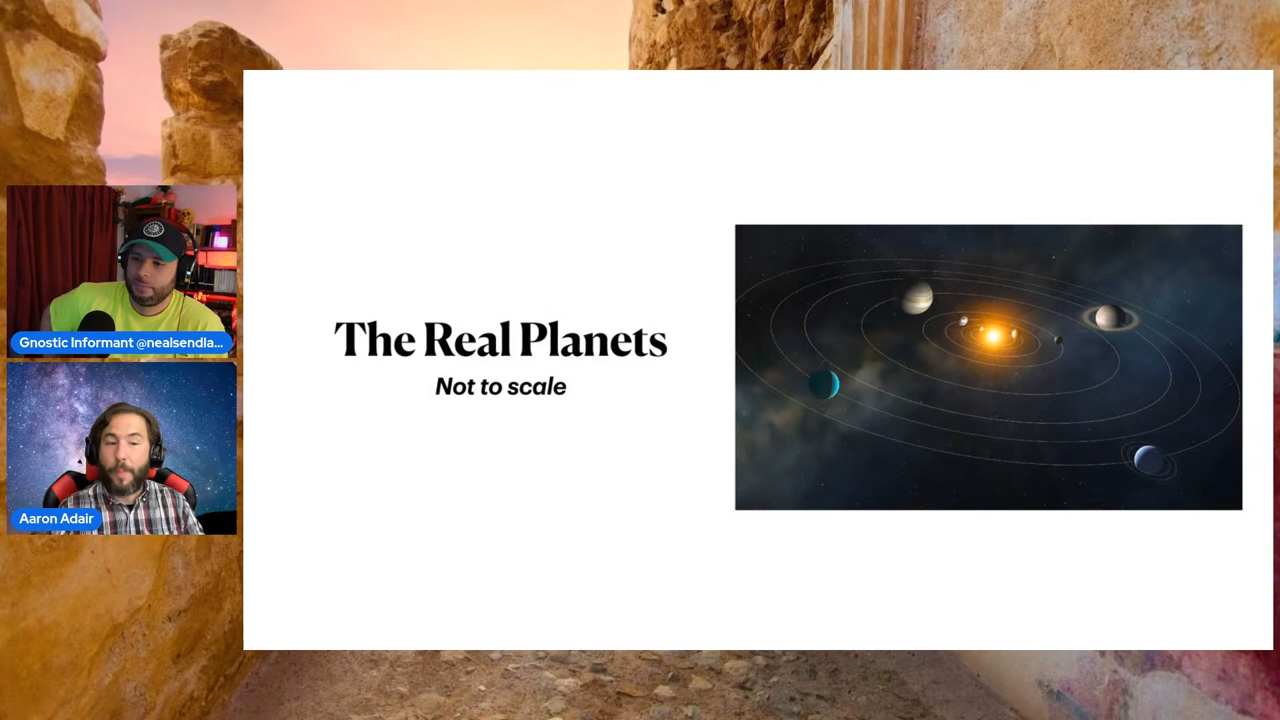 Gnostic Informant @nealsendla...
The Real Planets
Not to scale
Aaron Adair